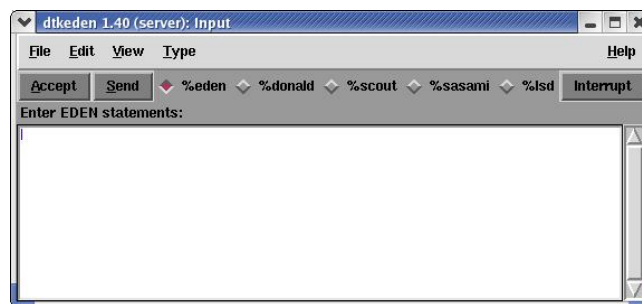 dtkeden 1.40 (server): Input
File Edit View Type Help
Accept Send %eden %donald %scout %sasami %lsd Interrupt
Enter EDEN statements: